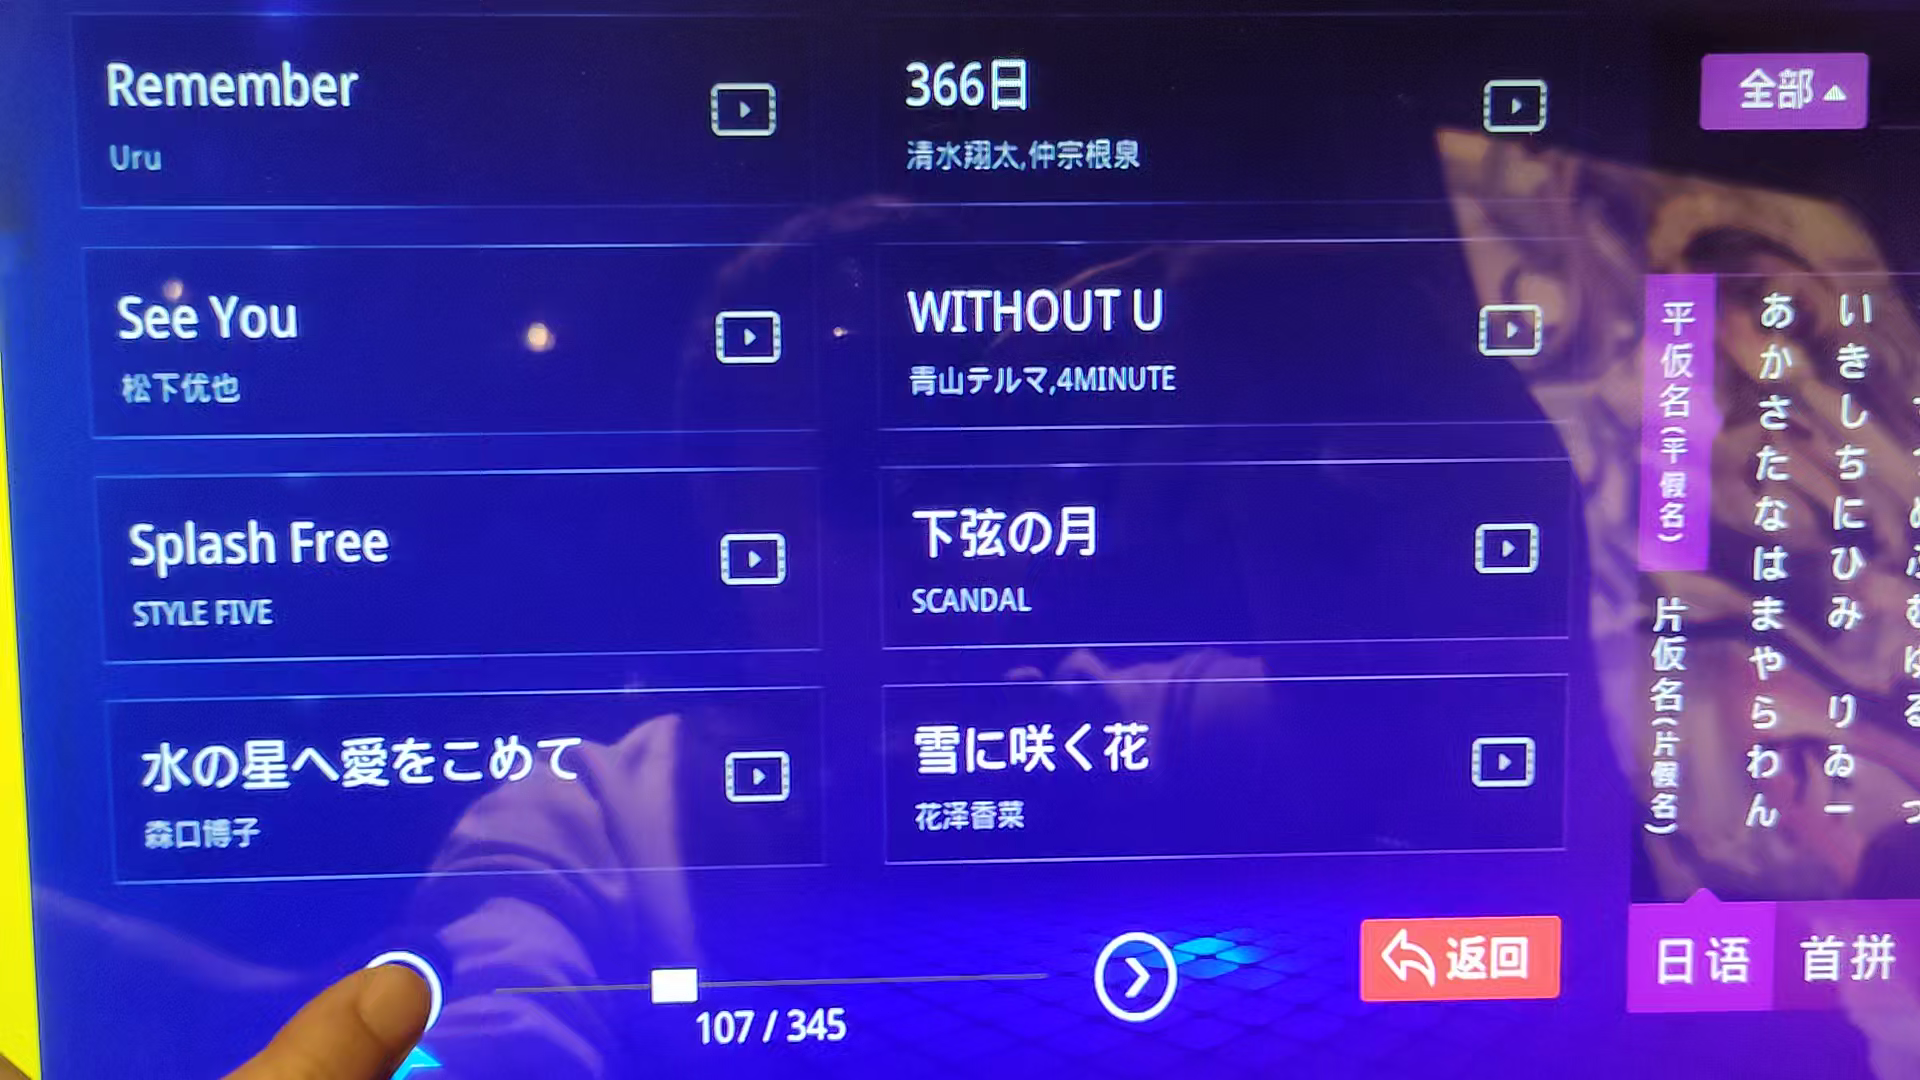 Remember
Uru
366日
清水翔太,仲宗根泉
See You
松下优也
WITHOUT U
青山テルマ,4MINUTE
Splash Free
STYLE FIVE
下弦の月
SCANDAL
水の星へ愛をこめて
森口博子
雪に咲く花
花泽香菜
107 / 345
返回
全部
平仮名(平假名)
片仮名(片假名)
あかさたなはまやらわん
いきしちにひみ りゐー
日语
首拼